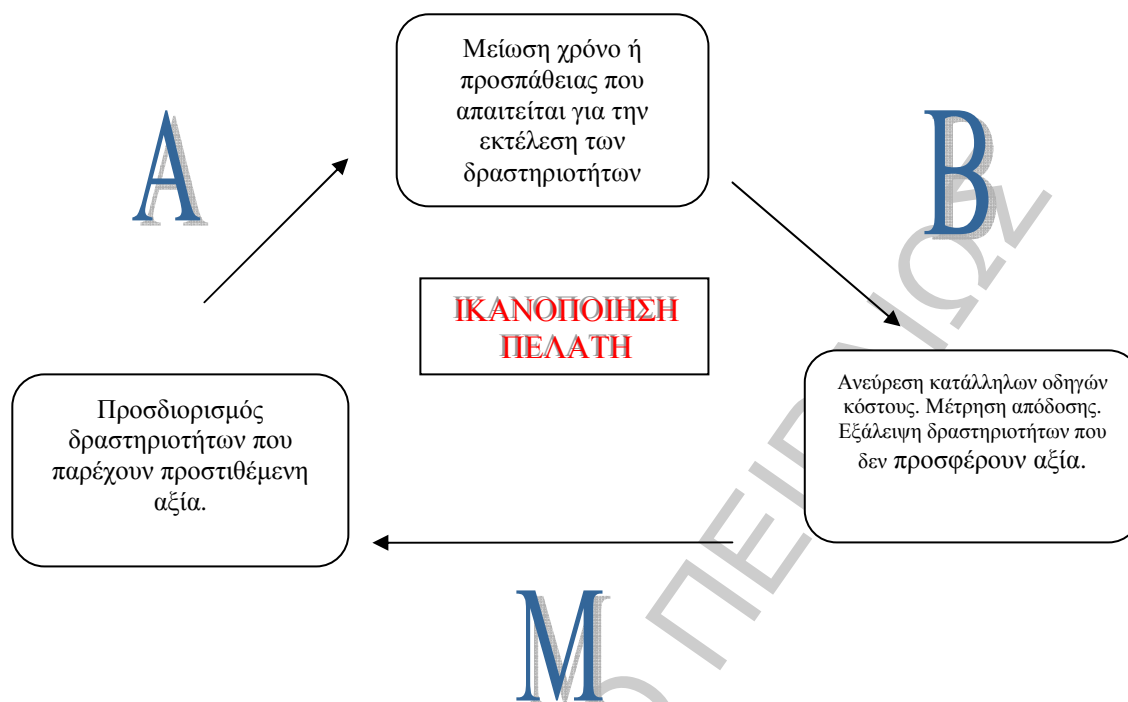 Μείωση χρόνο ή
προσπάθειας που
απαιτείται για την
εκτέλεση των
δραστηριοτήτων
Α
Β
ΙΚΑΝΟΠΟΙΗΣΗ
ΠΕΛΑΤΗ
Προσδιορισμός
δραστηριοτήτων που
παρέχουν προστιθέμενη
αξία.
Ανεύρεση κατάλληλων οδηγών
κόστους. Μέτρηση απόδοσης.
Εξάλειψη δραστηριοτήτων που
δεν προσφέρουν αξία.
Μ